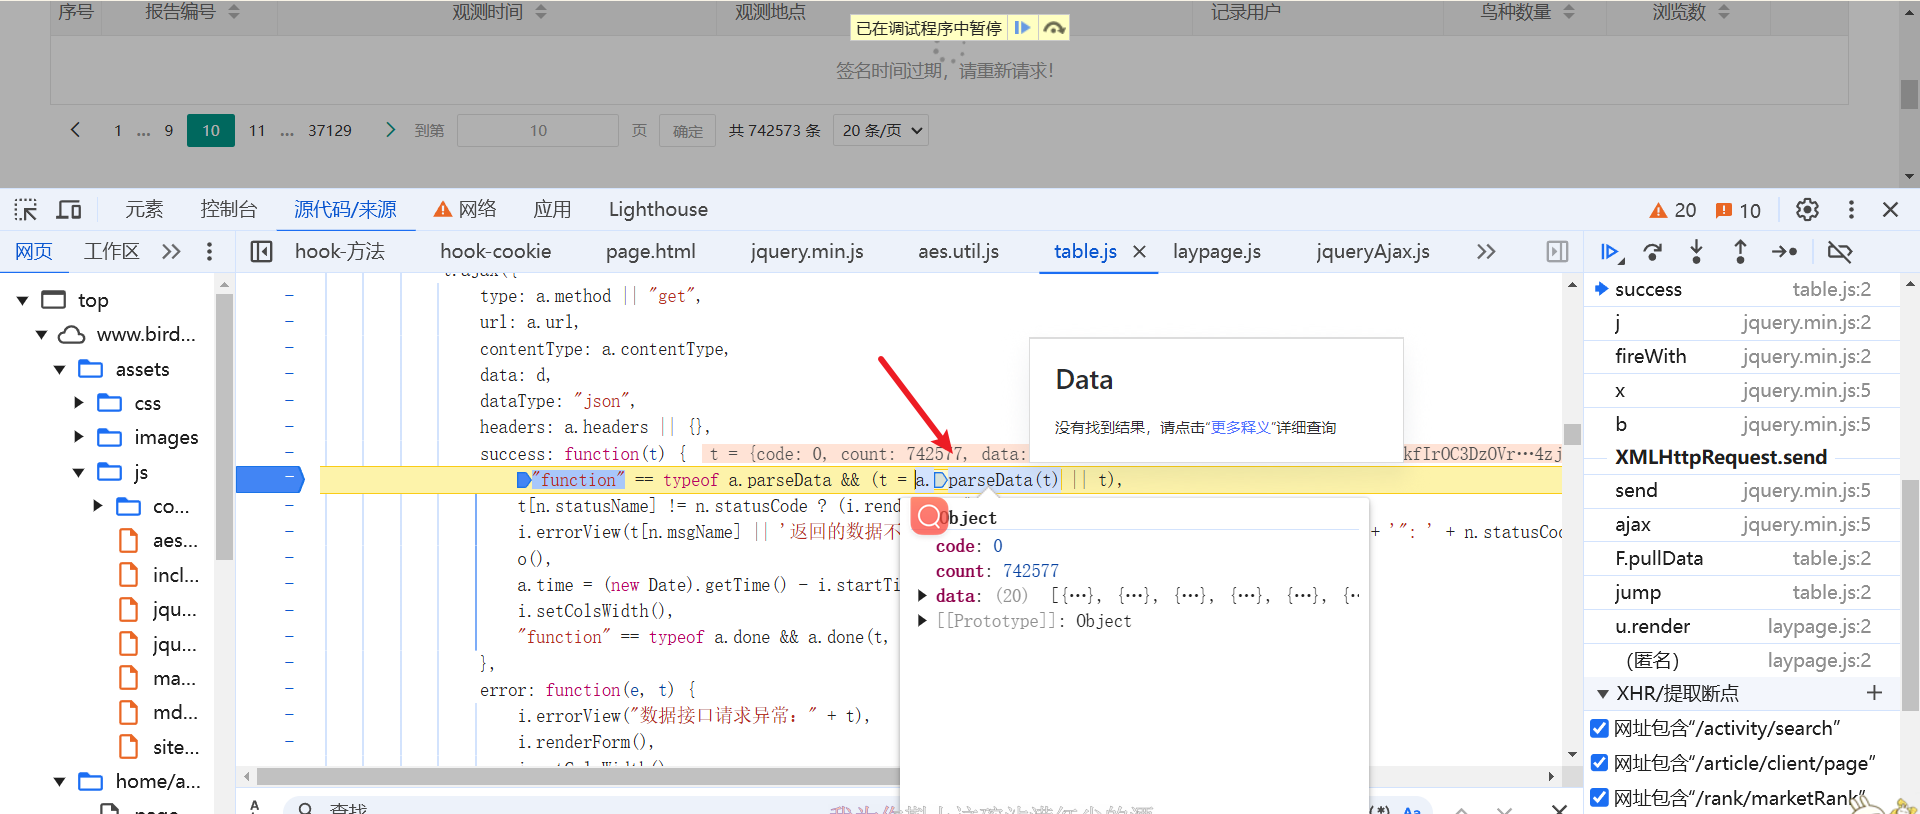 序号 报告编号 观测时间 观测地点 记录用户 鸟种数量 浏览数
已在调试程序中暂停
签名时间过期，请重新请求!
1 ... 9 10 11 ... 37129 到第 10 页 确定 共 742573 条 20 条/页
元素 控制台 源代码/来源 网络 应用 Lighthouse 20 10
网页 工作区 hook-方法 hook-cookie page.html jquery.min.js aes.util.js table.js laypage.js jqueryAjax.js
top
www.bird...
assets
css
images
js
co...
aes...
incl...
jqu...
jqu...
ma...
md...
site...
home/a...
t.ajax({
type: a.method || "get",
url: a.url,
contentType: a.contentType,
data: d,
dataType: "json",
headers: a.headers || {},
success: function(t) { t = {code: 0, count: 742577, data: kfIrOC3DzOVr…4zj
"function" == typeof a.parseData && (t = a.parseData(t) || t),
t[n.statusName] != n.statusCode ? (i.rend
i.errorView(t[n.msgName] || '返回的数据不 + '": ' + n.statusCo
o(),
a.time = (new Date).getTime() - i.startTi
i.setColsWidth(),
"function" == typeof a.done && a.done(t,
},
error: function(e, t) {
i.errorView("数据接口请求异常：" + t),
i.renderForm(),
Data
没有找到结果，请点击“更多释义”详细查询
Object
code: 0
count: 742577
data: (20) [{…}, {…}, {…}, {…}, {…}, {…
[[Prototype]]: Object
查找
success table.js:2
j jquery.min.js:2
fireWith jquery.min.js:2
x jquery.min.js:5
b jquery.min.js:5
XMLHttpRequest.send
send jquery.min.js:5
ajax jquery.min.js:5
F.pullData table.js:2
jump table.js:2
u.render laypage.js:2
(匿名) laypage.js:2
XHR/提取断点
网址包含“/activity/search”
网址包含“/article/client/page”
网址包含“/rank/marketRank”